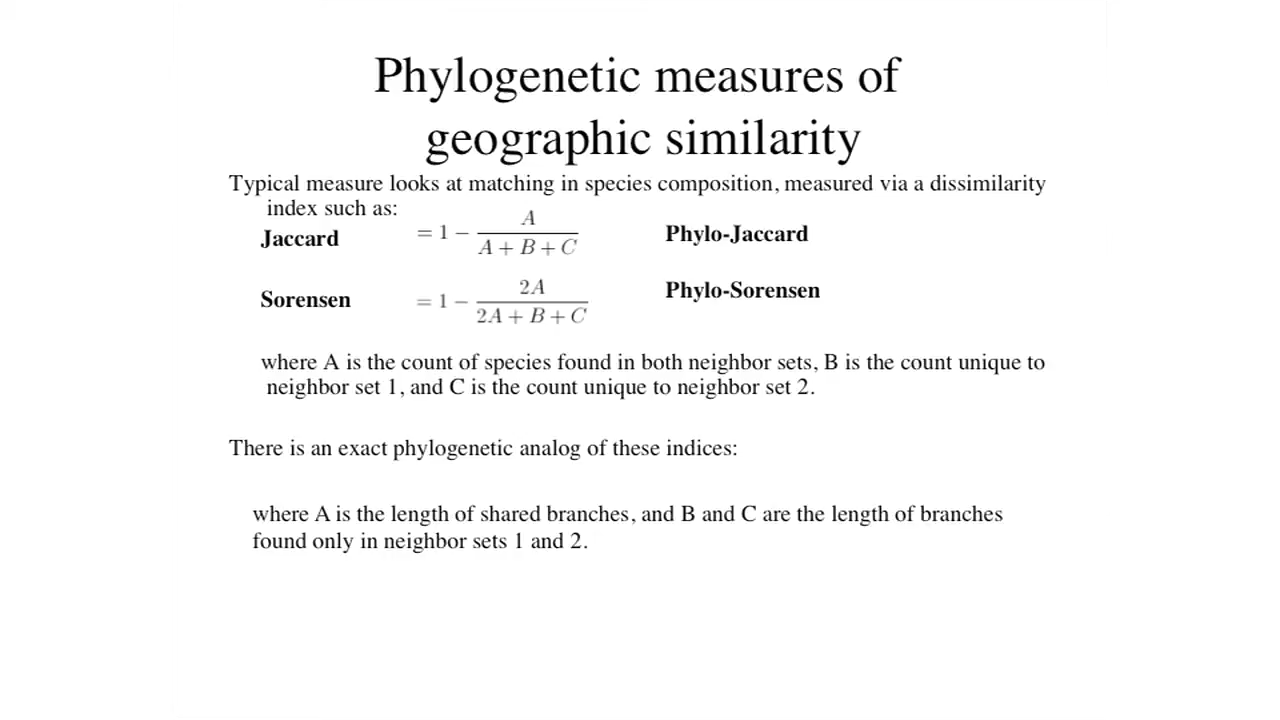 Phylogenetic measures of
geographic similarity
Typical measure looks at matching in species composition, measured via a dissimilarity
index such as:
Jaccard = 1 − \frac{A}{A + B + C} Phylo-Jaccard
Sorensen = 1 − \frac{2A}{2A + B + C} Phylo-Sorensen
where A is the count of species found in both neighbor sets, B is the count unique to
neighbor set 1, and C is the count unique to neighbor set 2.
There is an exact phylogenetic analog of these indices:
where A is the length of shared branches, and B and C are the length of branches
found only in neighbor sets 1 and 2.